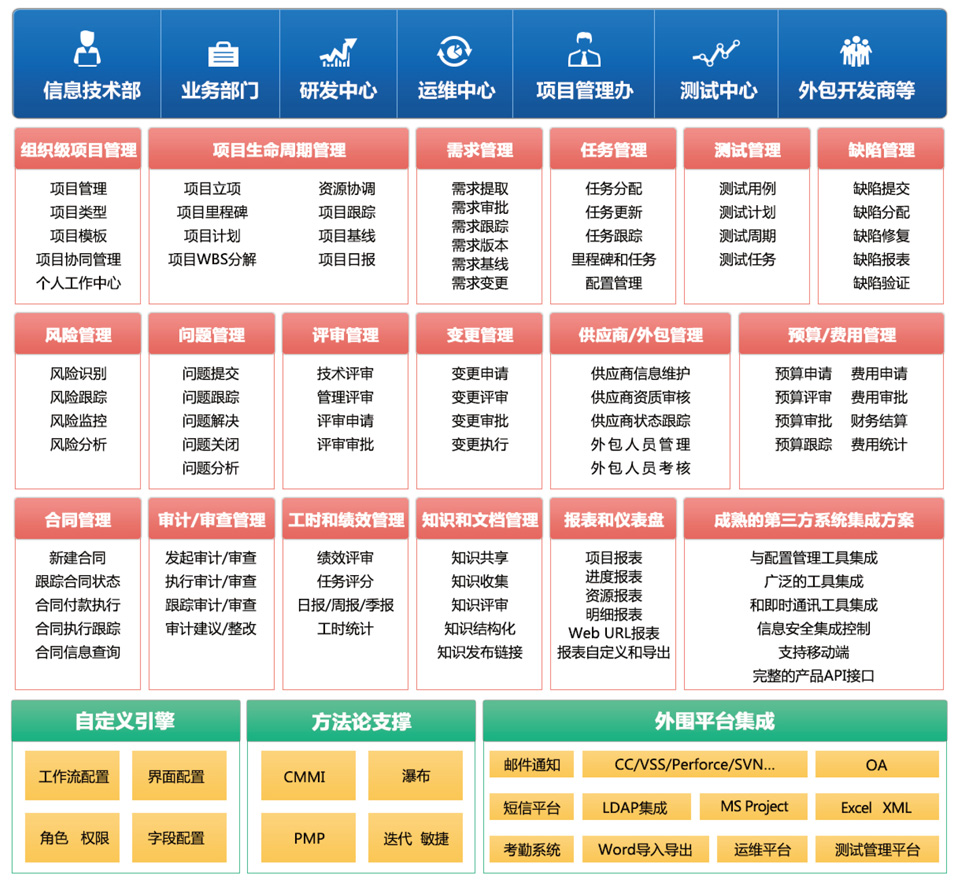 信息技术部
业务部门
研发中心
运维中心
项目管理办
测试中心
外包开发商等
组织级项目管理
项目管理
项目类型
项目模板
项目协同管理
个人工作中心
项目生命周期管理
项目立项 资源协调
项目里程碑 项目跟踪
项目计划 项目基线
项目WBS分解 项目日报
需求管理
需求提取
需求审批
需求跟踪
需求版本
需求基线
需求变更
任务管理
任务分配
任务更新
任务跟踪
里程碑和任务
配置管理
测试管理
测试用例
测试计划
测试周期
测试任务
缺陷管理
缺陷提交
缺陷分配
缺陷修复
缺陷报表
缺陷验证
风险管理
风险识别
风险跟踪
风险监控
风险分析
问题管理
问题提交
问题跟踪
问题解决
问题关闭
问题分析
评审管理
技术评审
管理评审
评审申请
评审审批
变更管理
变更申请
变更评审
变更审批
变更执行
供应商/外包管理
供应商信息维护
供应商资质审核
供应商状态跟踪
外包人员管理
外包人员考核
预算/费用管理
预算申请 费用申请
预算评审 费用审批
预算审批 财务结算
预算跟踪 费用统计
合同管理
新建合同
跟踪合同状态
合同付款执行
合同执行跟踪
合同信息查询
审计/审查管理
发起审计/审查
执行审计/审查
跟踪审计/审查
审计建议/整改
工时和绩效管理
绩效评审
任务评分
日报/周报/季报
工时统计
知识和文档管理
知识共享
知识收集
知识评审
知识结构化
知识发布链接
报表和仪表盘
项目报表
进度报表
资源报表
明细报表
Web URL报表
报表自定义和导出
成熟的第三方系统集成方案
与配置管理工具集成
广泛的工具集成
和即时通讯工具集成
信息安全集成控制
支持移动端
完整的产品API接口
自定义引擎
工作流配置 界面配置
角色 权限 字段配置
方法论支撑
CMMI 瀑布
PMP 迭代 敏捷
外围平台集成
邮件通知 CC/VSS/Perforce/SVN... OA
短信平台 LDAP集成 MS Project Excel XML
考勤系统 Word导入导出 运维平台 测试管理平台